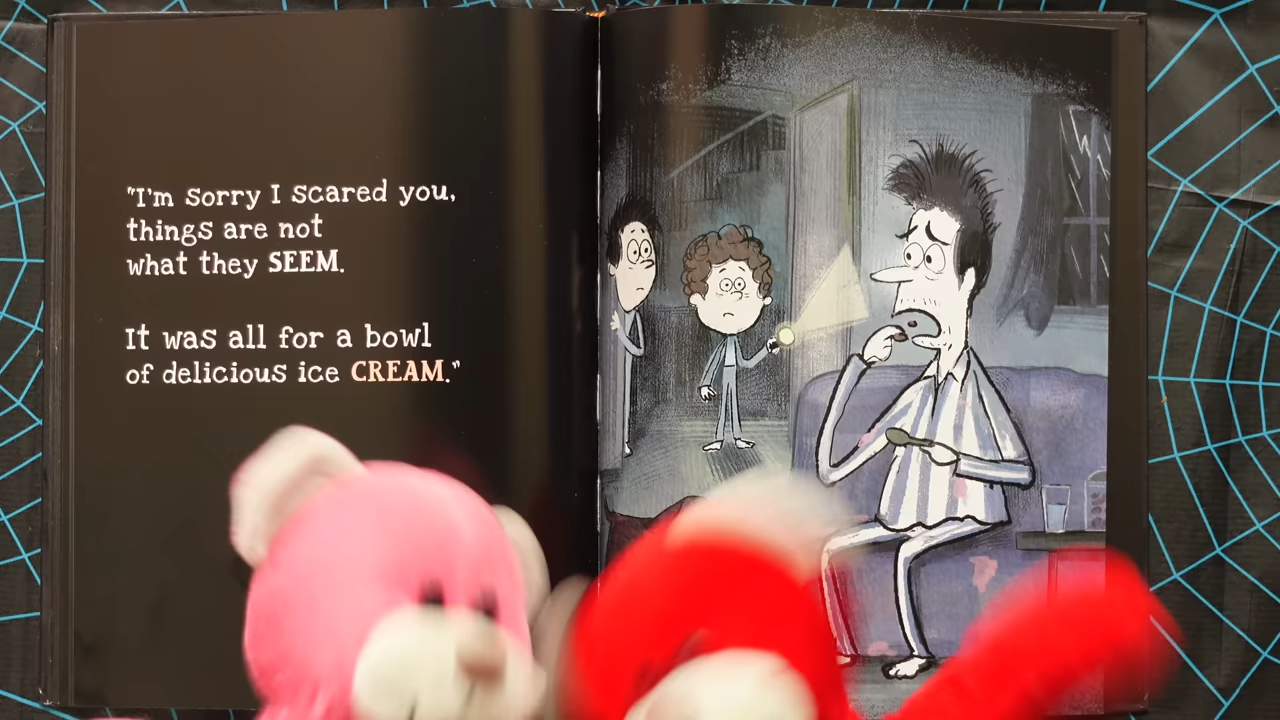 "I'm sorry I scared you,
things are not
what they SEEM.
It was all for a bowl
of delicious ice CREAM."